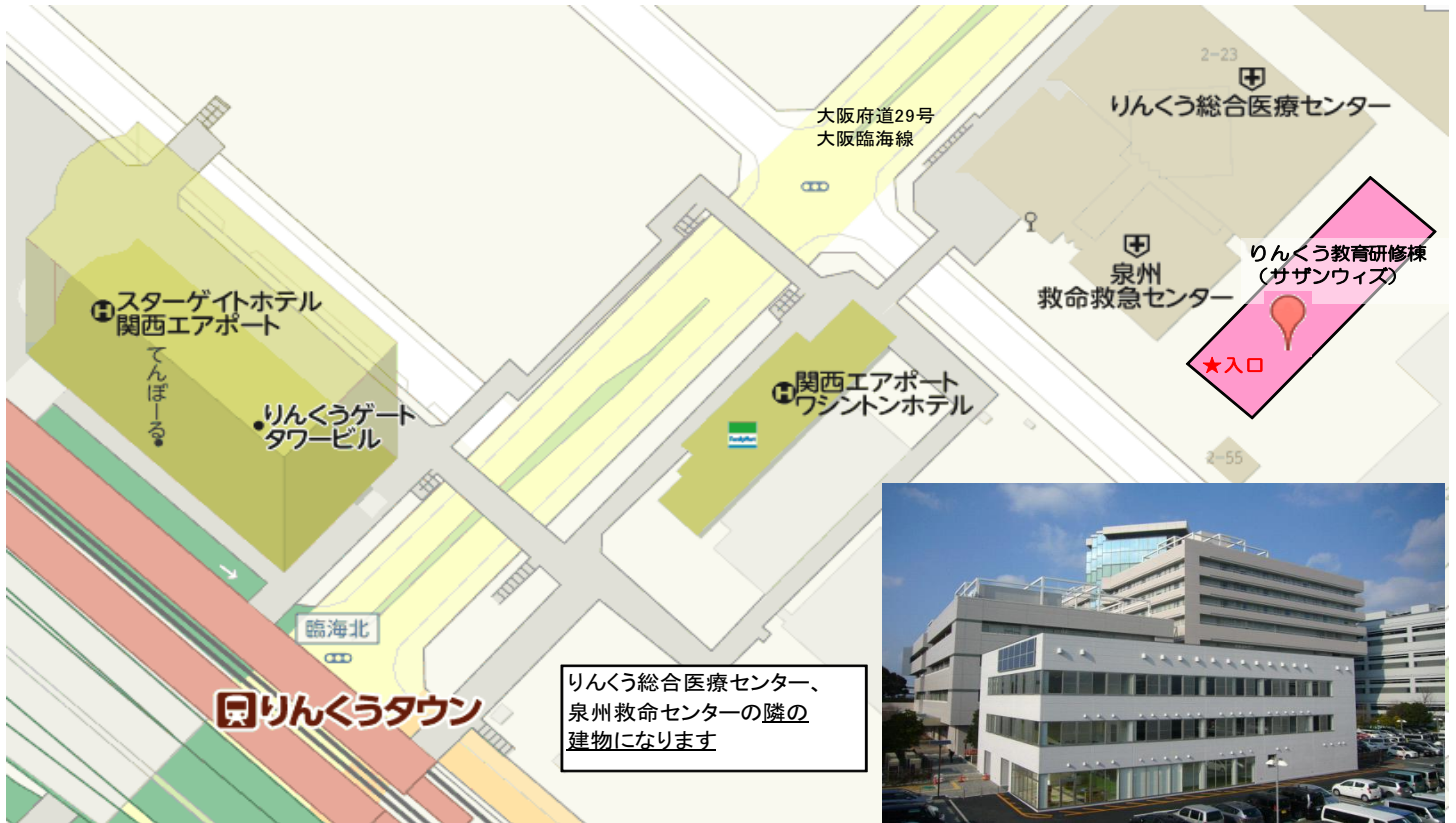 2-23
りんくう総合医療センター
大阪府道29号
大阪臨海線
りんくう教育研修棟
（サザンウィズ）
泉州
救命救急センター
スターゲイトホテル
関西エアポート
てんぽーる
★入口
関西エアポート
ワシントンホテル
りんくうゲート
タワービル
FamilyMart
2-55
臨海北
りんくうタウン
りんくう総合医療センター、
泉州救命センターの隣の
建物になります